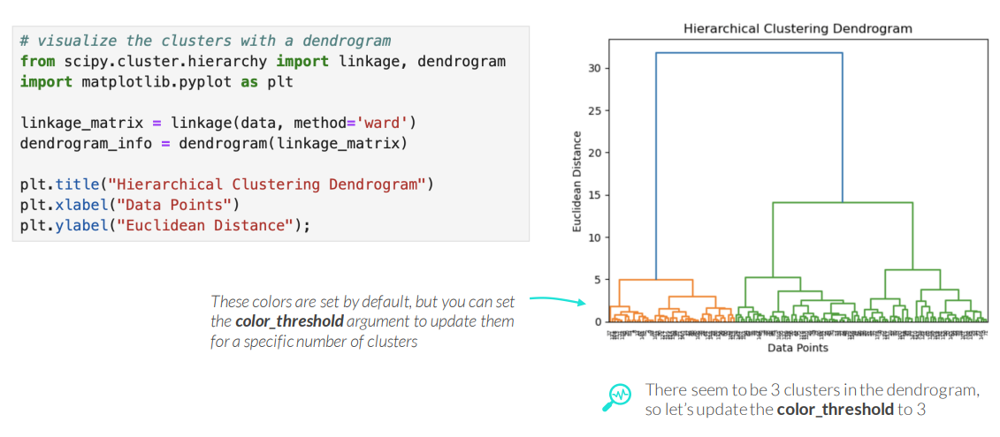 # visualize the clusters with a dendrogram
from scipy.cluster.hierarchy import linkage, dendrogram
import matplotlib.pyplot as plt
linkage_matrix = linkage(data, method='ward')
dendrogram_info = dendrogram(linkage_matrix)
plt.title("Hierarchical Clustering Dendrogram")
plt.xlabel("Data Points")
plt.ylabel("Euclidean Distance");
These colors are set by default, but you can set
the color_threshold argument to update them
for a specific number of clusters
Hierarchical Clustering Dendrogram
Euclidean Distance
30
25
20
15
10
5
0
Data Points
There seem to be 3 clusters in the dendrogram,
so let's update the color_threshold to 3